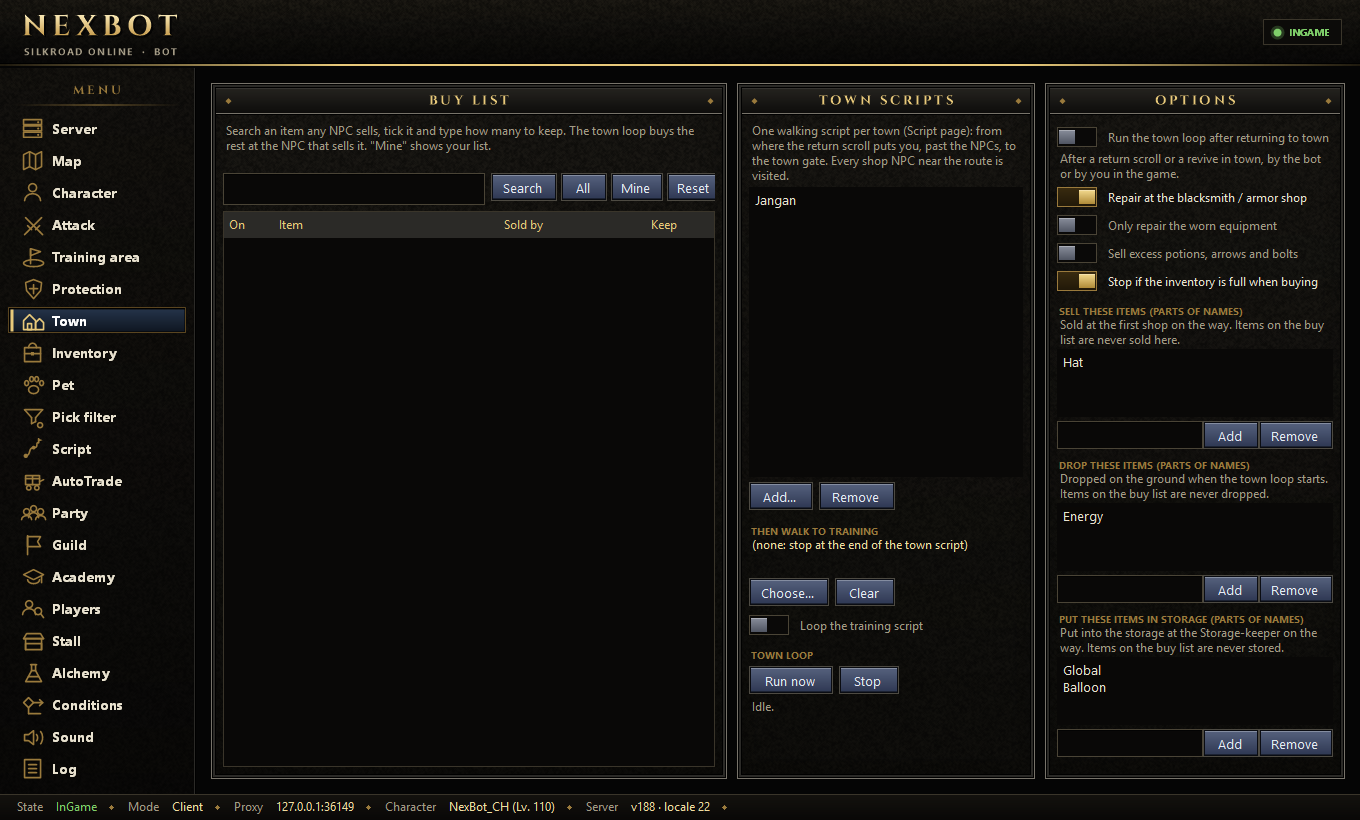 NEXBOT
SILKROAD ONLINE · BOT
INGAME
MENU
Server
Map
Character
Attack
Training area
Protection
Town
Inventory
Pet
Pick filter
Script
AutoTrade
Party
Guild
Academy
Players
Stall
Alchemy
Conditions
Sound
Log
BUY LIST
Search an item any NPC sells, tick it and type how many to keep. The town loop buys the
rest at the NPC that sells it. "Mine" shows your list.
Search All Mine Reset
On Item Sold by Keep
TOWN SCRIPTS
One walking script per town (Script page): from
where the return scroll puts you, past the NPCs, to
the town gate. Every shop NPC near the route is
visited.
Jangan
Add... Remove
THEN WALK TO TRAINING
(none: stop at the end of the town script)
Choose... Clear
Loop the training script
TOWN LOOP
Run now Stop
Idle.
OPTIONS
Run the town loop after returning to town
After a return scroll or a revive in town, by the bot
or by you in the game.
Repair at the blacksmith / armor shop
Only repair the worn equipment
Sell excess potions, arrows and bolts
Stop if the inventory is full when buying
SELL THESE ITEMS (PARTS OF NAMES)
Sold at the first shop on the way. Items on the buy
list are never sold here.
Hat
Add Remove
DROP THESE ITEMS (PARTS OF NAMES)
Dropped on the ground when the town loop starts.
Items on the buy list are never dropped.
Energy
Add Remove
PUT THESE ITEMS IN STORAGE (PARTS OF NAMES)
Put into the storage at the Storage-keeper on the
way. Items on the buy list are never stored.
Global
Balloon
Add Remove
State InGame Mode Client Proxy 127.0.0.1:36149 Character NexBot_CH (Lv. 110) Server v188 · locale 22